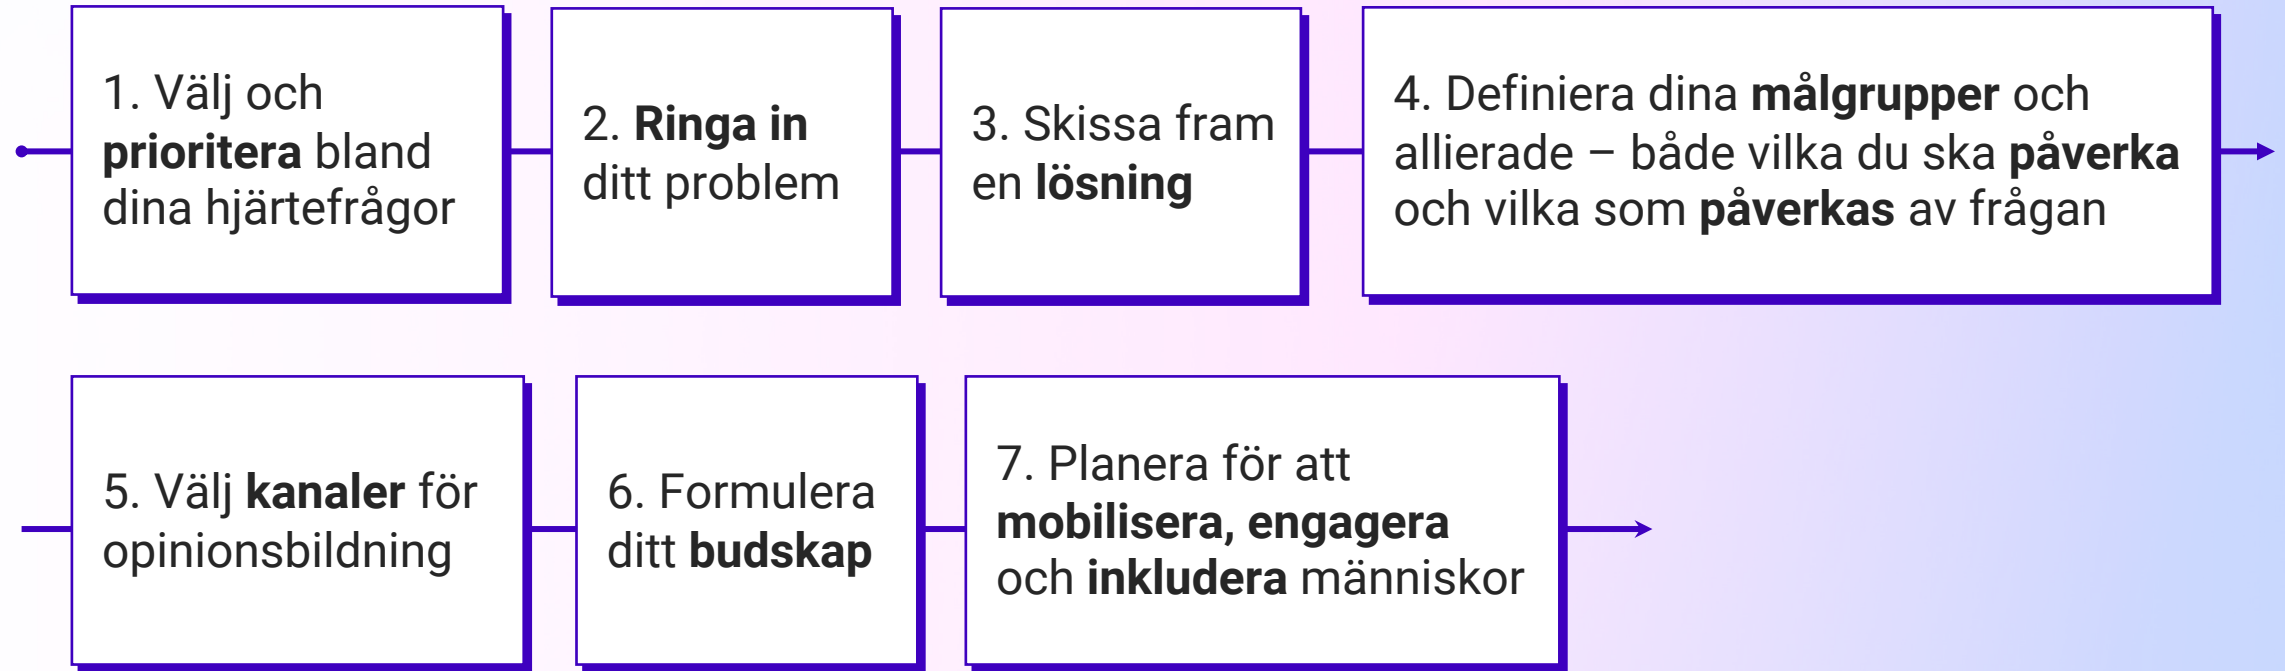 1. Välj och
prioritera bland
dina hjärtefrågor
2. Ringa in
ditt problem
3. Skissa fram
en lösning
4. Definiera dina målgrupper och
allierade – både vilka du ska påverka
och vilka som påverkas av frågan
5. Välj kanaler för
opinionsbildning
6. Formulera
ditt budskap
7. Planera för att
mobilisera, engagera
och inkludera människor